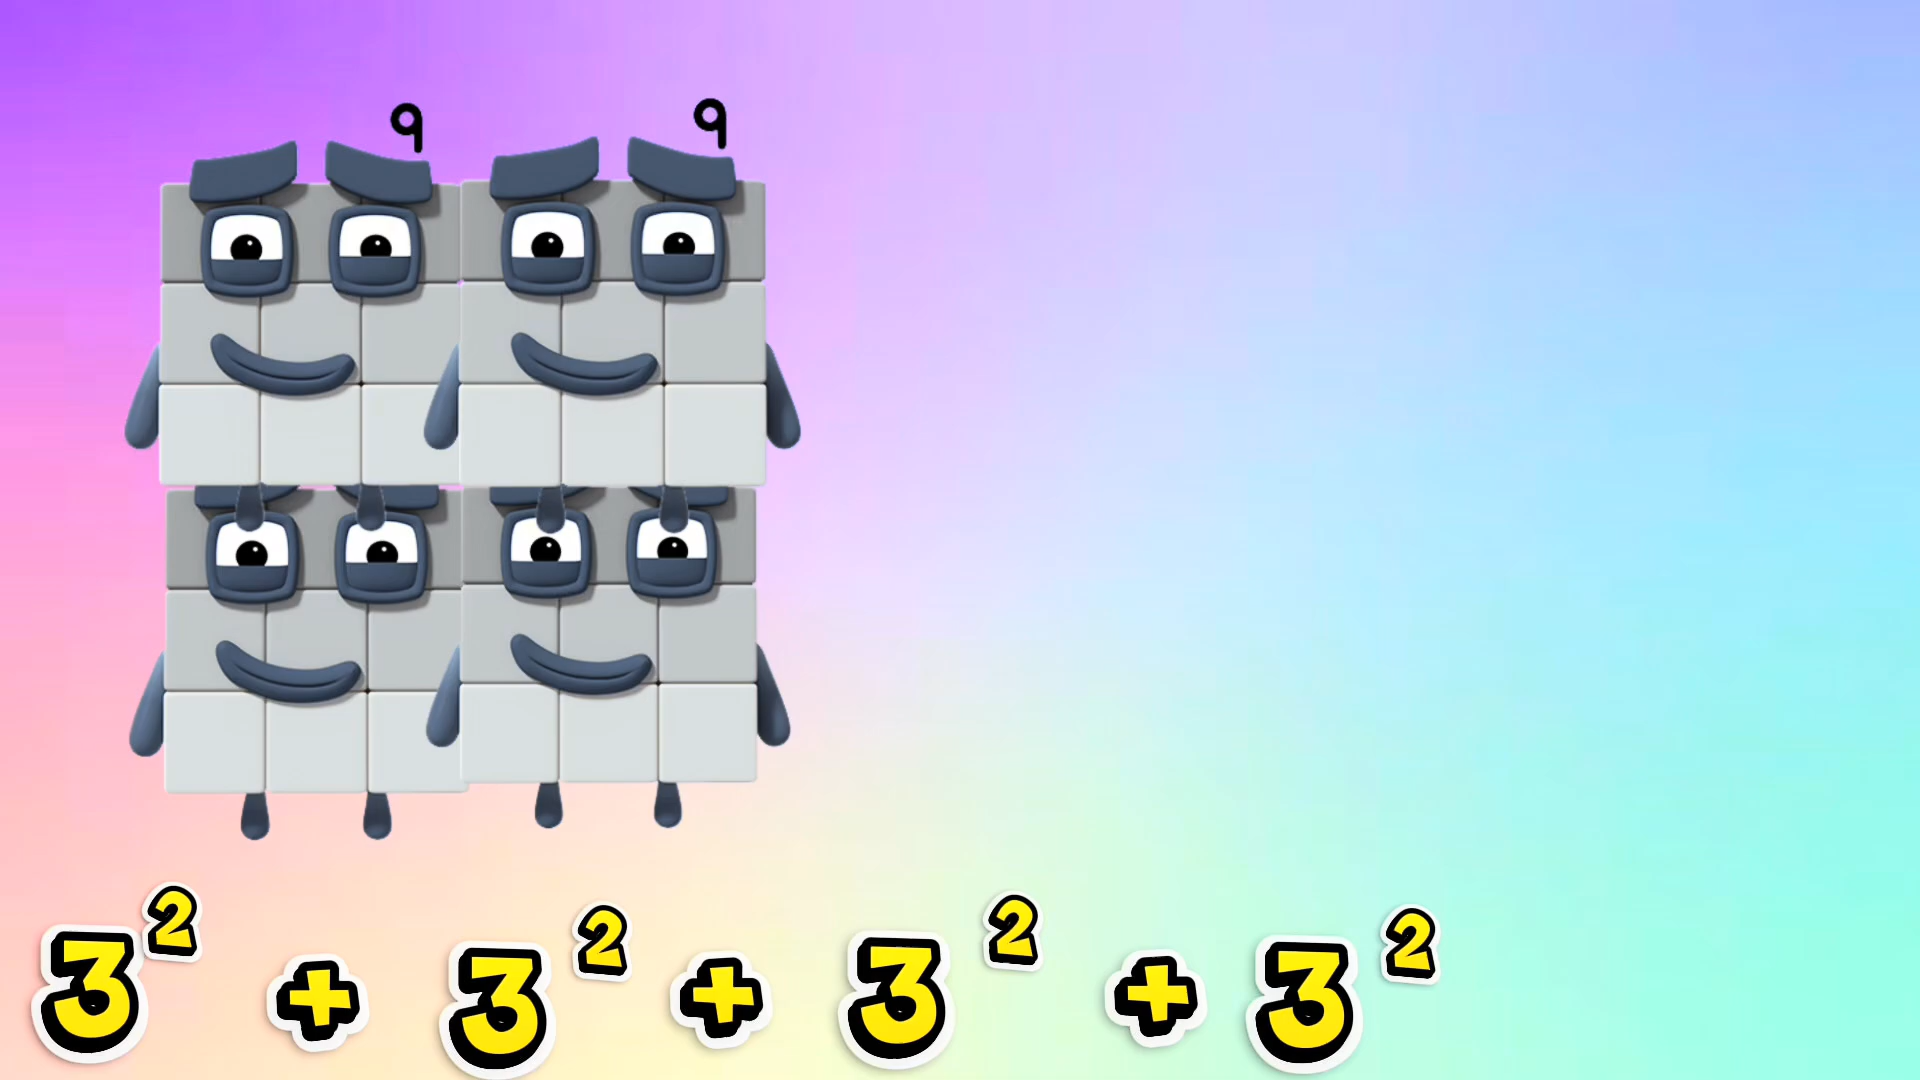 9 9
3² + 3² + 3² + 3²